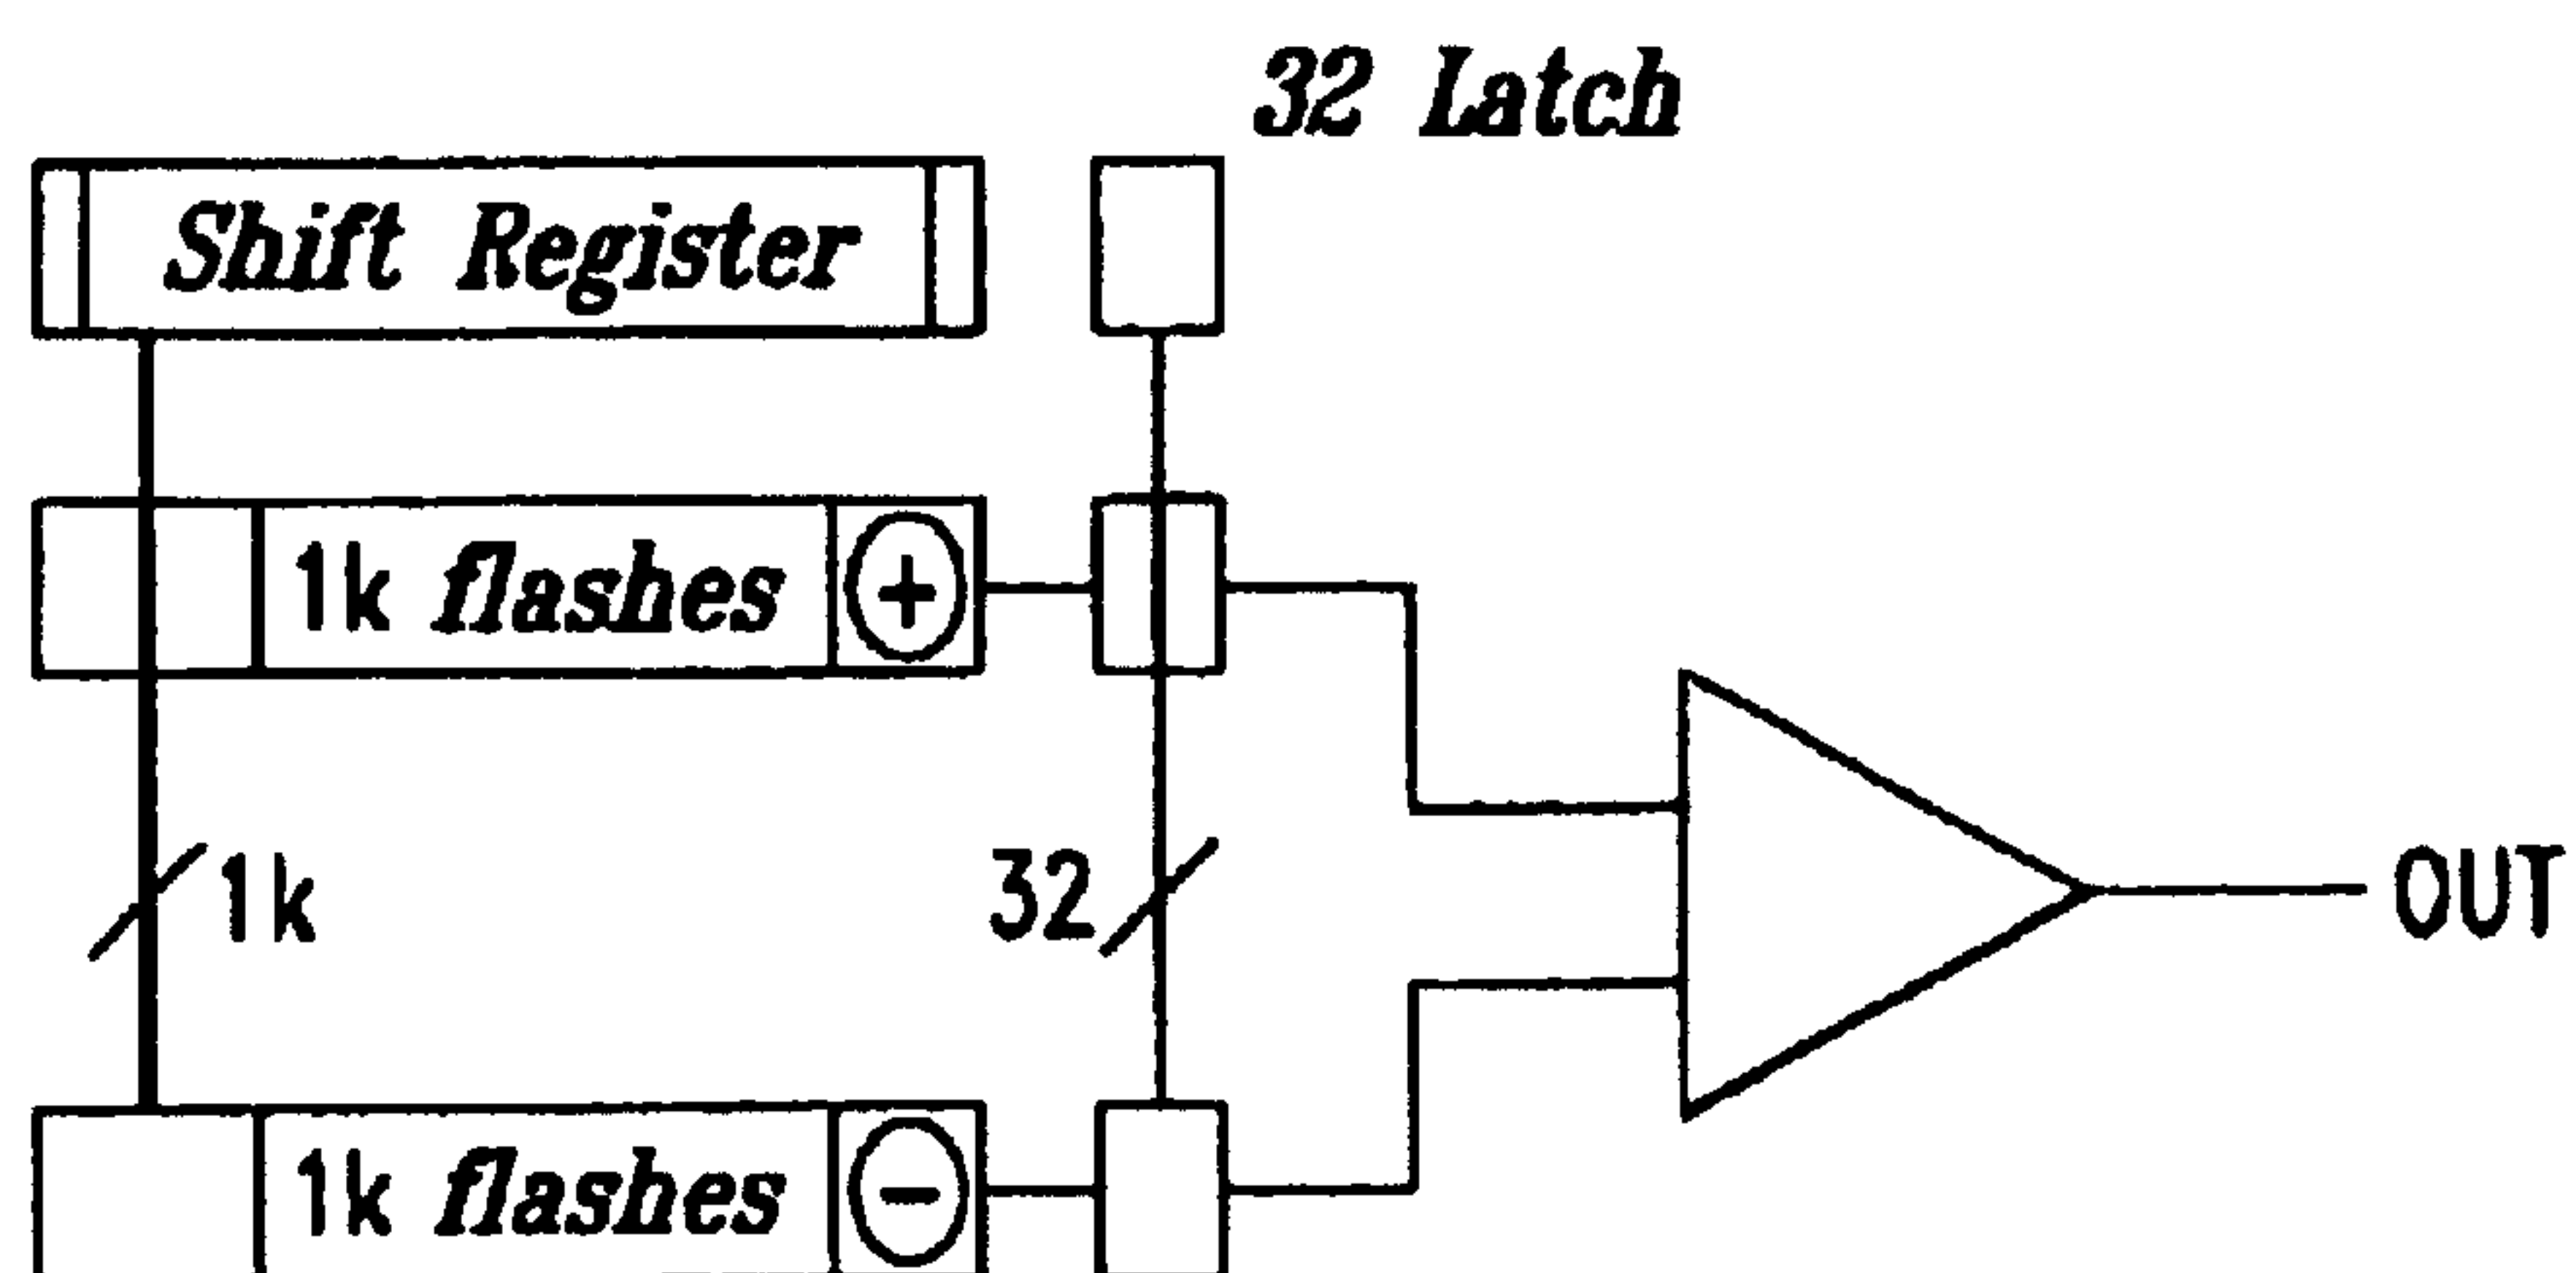 32 Latch
Shift Register
1k flashes +
1k
32
OUT
1k flashes −